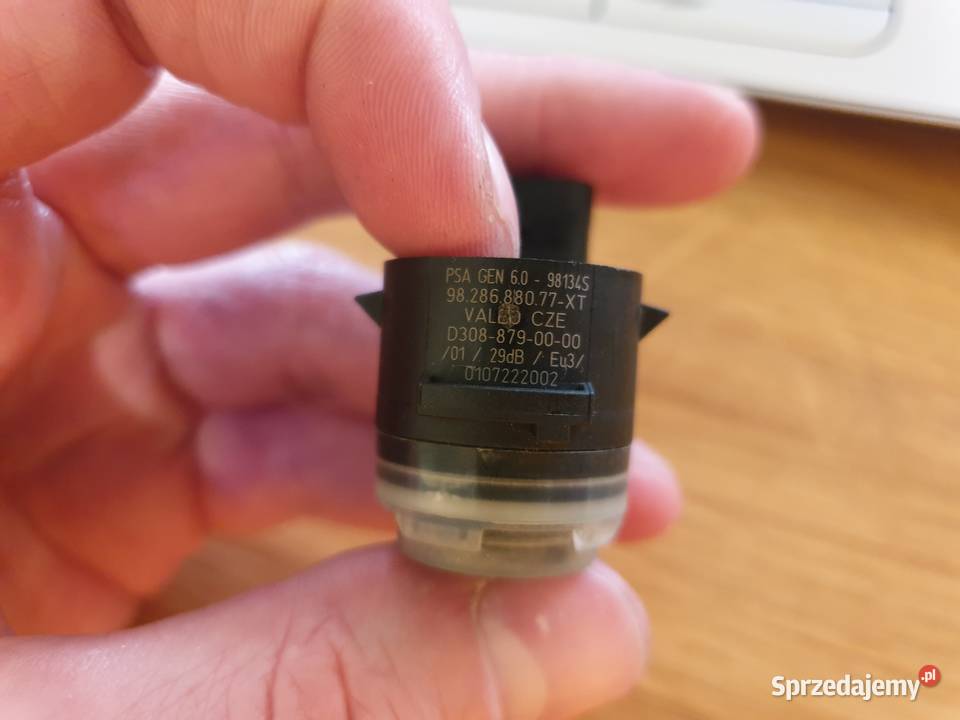 PSA GEN 6.0 - 98134S
98.286.880.77-XT
VALEO CZE
D308-879-00-00
/01 / 29dB / Eu3/
0107222002
Sprzedajemy.pl